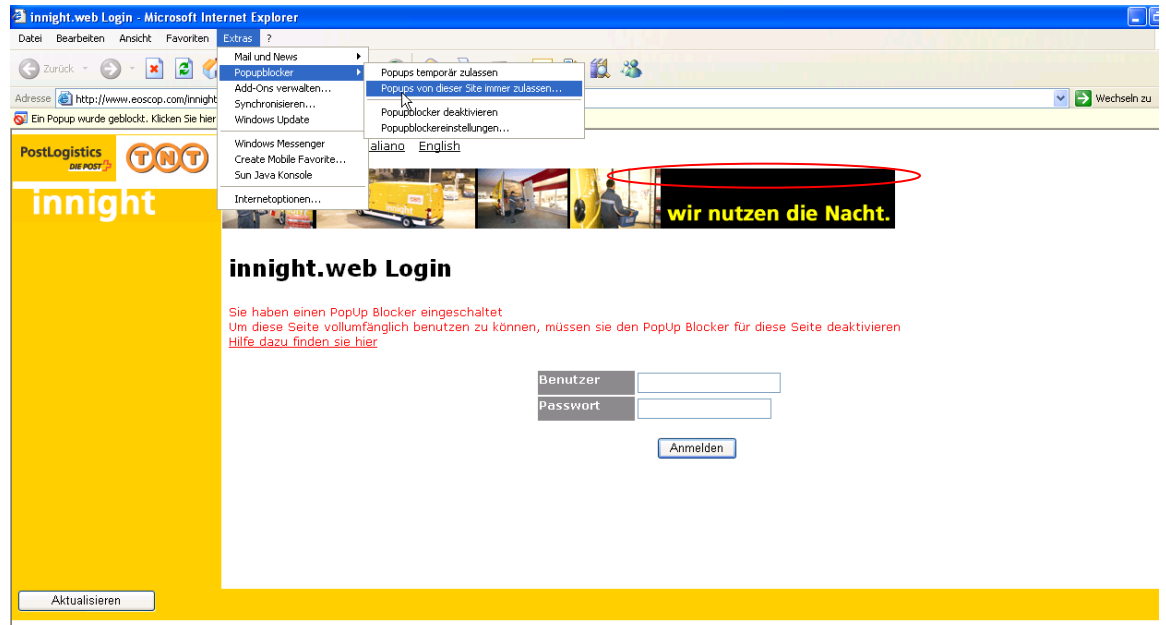 innight.web Login - Microsoft Internet Explorer
Datei Bearbeiten Ansicht Favoriten Extras ?
Zurück
Mail und News
Popupblocker
Add-Ons verwalten...
Synchronisieren...
Windows Update
Windows Messenger
Create Mobile Favorite...
Sun Java Konsole
Internetoptionen...
Popups temporär zulassen
Popups von dieser Site immer zulassen...
Popupblocker deaktivieren
Popupblockereinstellungen...
Adresse http://www.eoscop.com/innight
Wechseln zu
Ein Popup wurde geblockt. Klicken Sie hier
PostLogistics
DIE POST
TNT
aliano English
innight
wir nutzen die Nacht.
innight.web Login
Sie haben einen PopUp Blocker eingeschaltet
Um diese Seite vollumfänglich benutzen zu können, müssen sie den PopUp Blocker für diese Seite deaktivieren
Hilfe dazu finden sie hier
Benutzer
Passwort
Anmelden
Aktualisieren